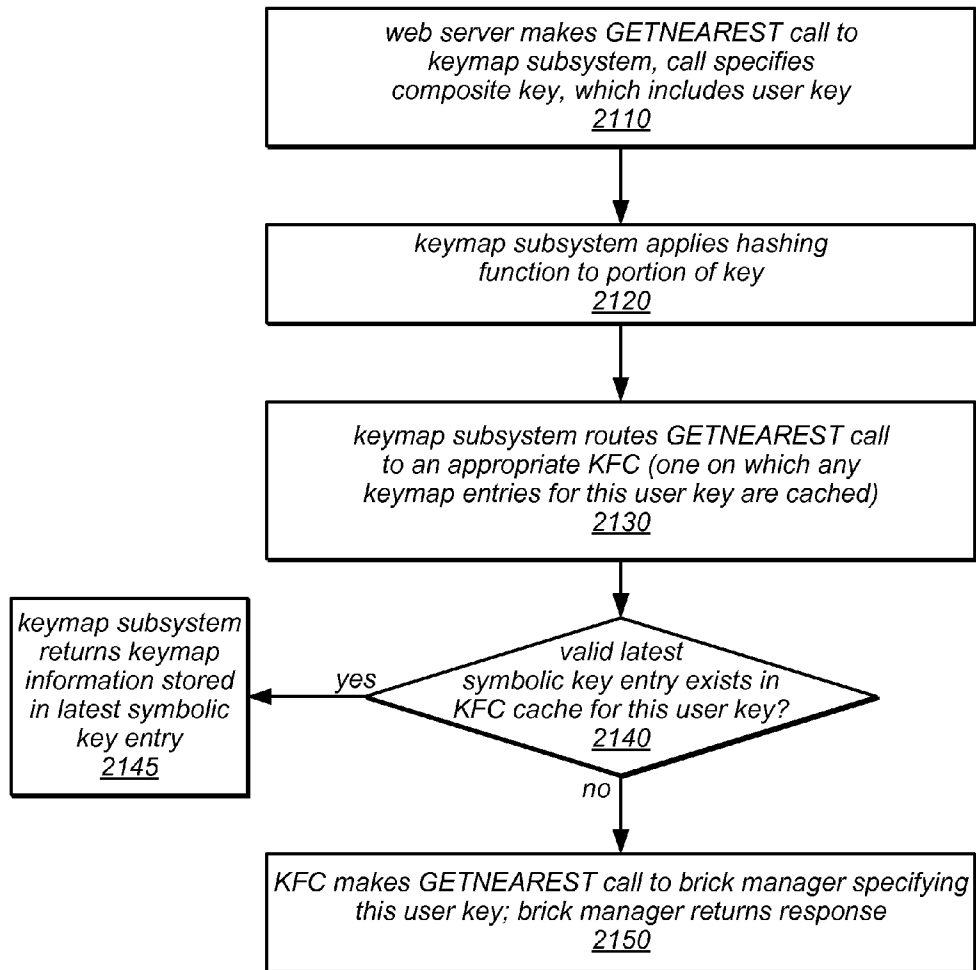 web server makes GETNEAREST call to
keymap subsystem, call specifies
composite key, which includes user key
2110
keymap subsystem applies hashing
function to portion of key
2120
keymap subsystem routes GETNEAREST call
to an appropriate KFC (one on which any
keymap entries for this user key are cached)
2130
valid latest
symbolic key entry exists in
KFC cache for this user key?
2140
yes
keymap subsystem
returns keymap
information stored
in latest symbolic
key entry
2145
no
KFC makes GETNEAREST call to brick manager specifying
this user key; brick manager returns response
2150